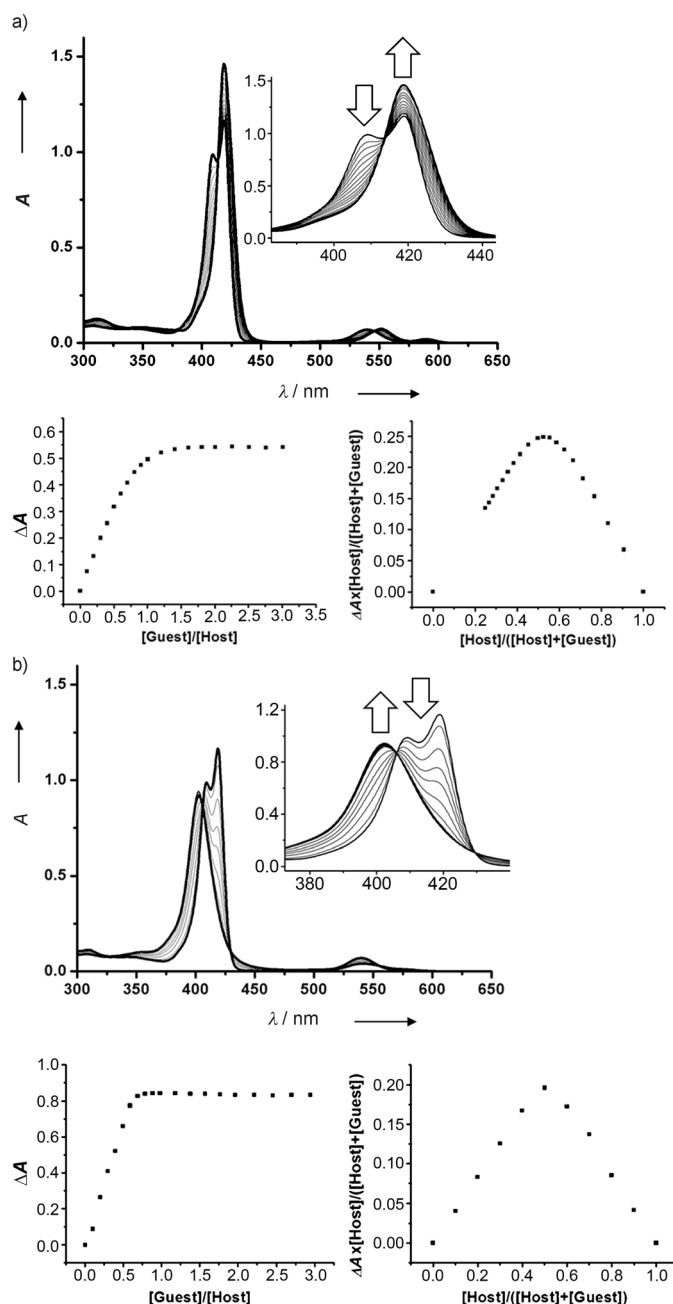 a)
1.5
1.0
0.5
0.0
A
300 350 400 450 500 550 600 650
λ / nm
1.5
1.0
0.5
0.0
400 420 440
0.6
0.5
0.4
0.3
0.2
0.1
0.0
ΔA
0.0 0.5 1.0 1.5 2.0 2.5 3.0 3.5
[Guest]/[Host]
0.25
0.20
0.15
0.10
0.05
0.00
ΔA x[Host]/([Host]+[Guest])
0.0 0.2 0.4 0.6 0.8 1.0
[Host]/([Host]+[Guest])
b)
1.5
1.0
0.5
0.0
A
300 350 400 450 500 550 600 650
λ / nm
1.2
0.8
0.4
0.0
380 400 420
1.0
0.8
0.6
0.4
0.2
0.0
ΔA
0.0 0.5 1.0 1.5 2.0 2.5 3.0
[Guest]/[Host]
0.20
0.15
0.10
0.05
0.00
ΔA x[Host]/([Host]+[Guest])
0.0 0.2 0.4 0.6 0.8 1.0
[Host]/([Host]+[Guest])